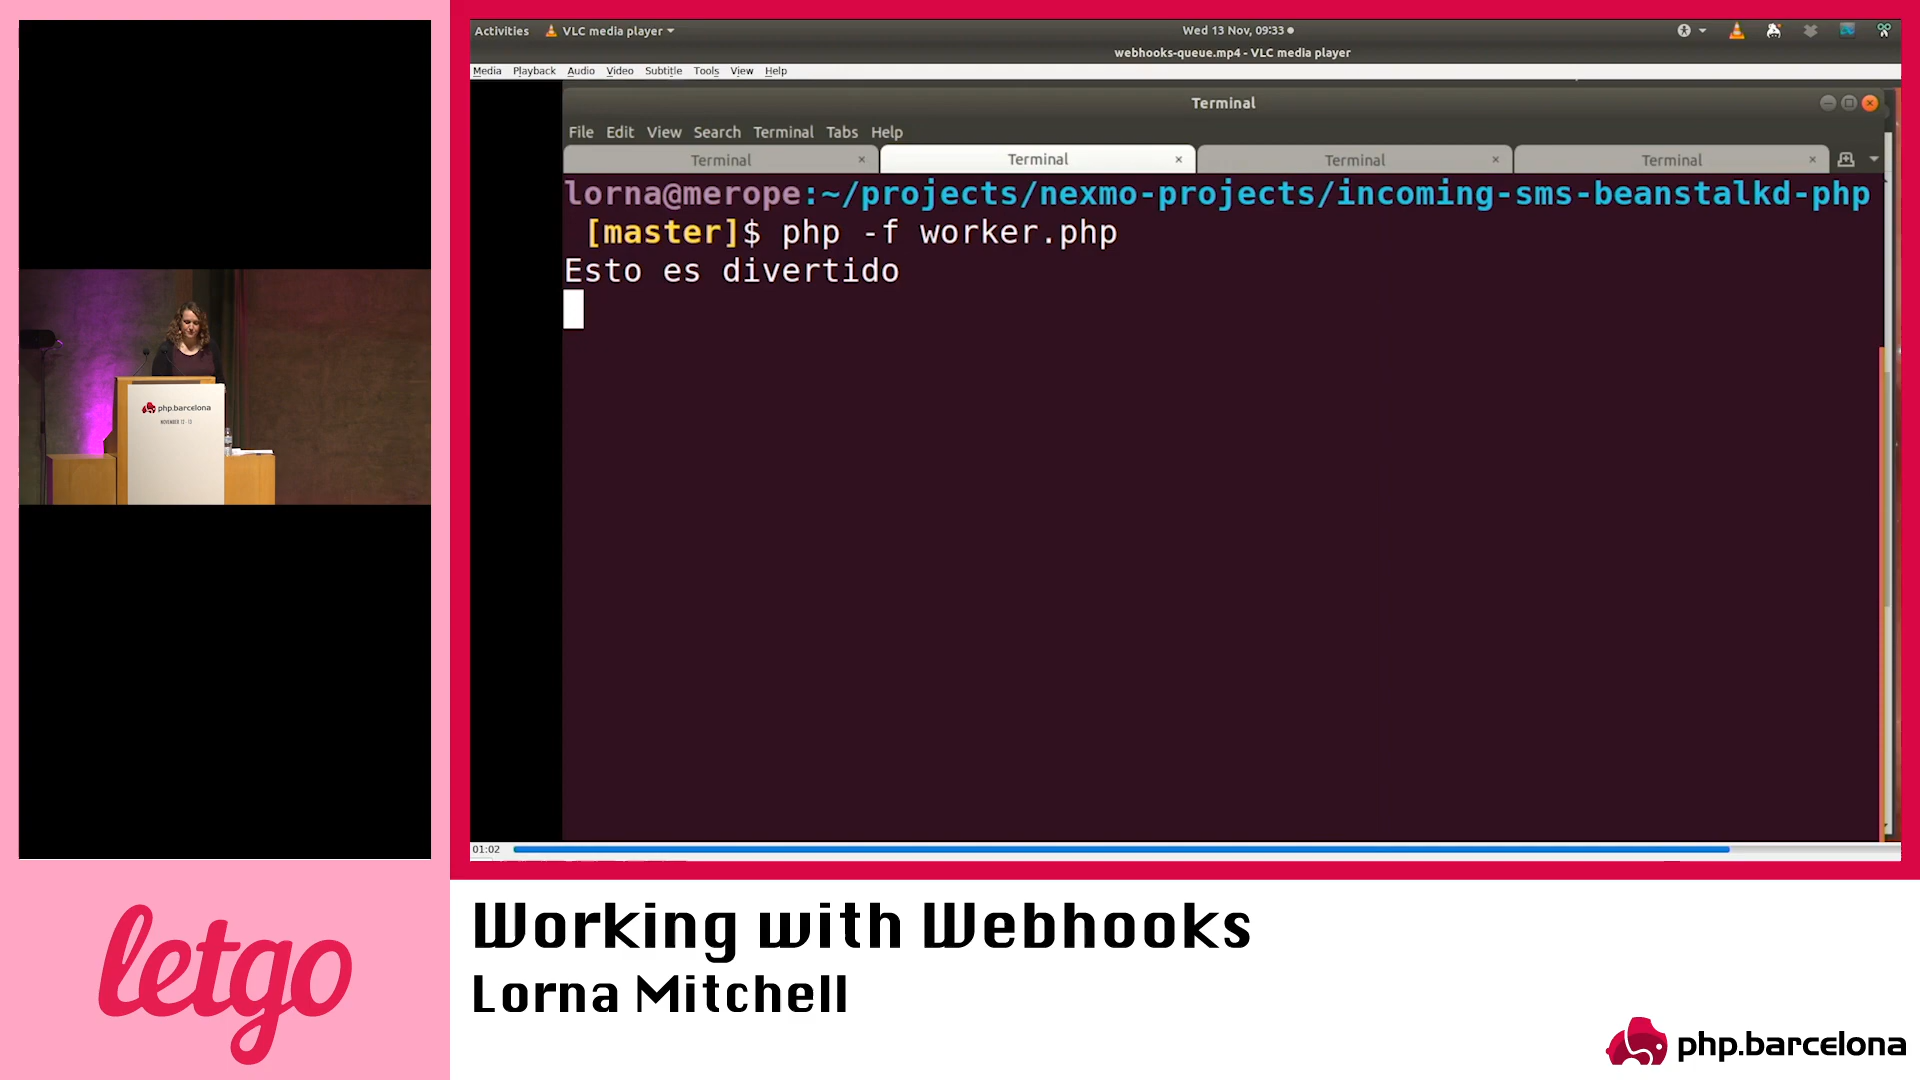 php.barcelona
NOVEMBER 12 - 13
Activities VLC media player Wed 13 Nov, 09:33
webhooks-queue.mp4 - VLC media player
Media Playback Audio Video Subtitle Tools View Help
Terminal
File Edit View Search Terminal Tabs Help
Terminal × Terminal × Terminal × Terminal ×
lorna@merope:~/projects/nexmo-projects/incoming-sms-beanstalkd-php
[master]$ php -f worker.php
Esto es divertido
01:02
letgo
Working with Webhooks
Lorna Mitchell
php.barcelona